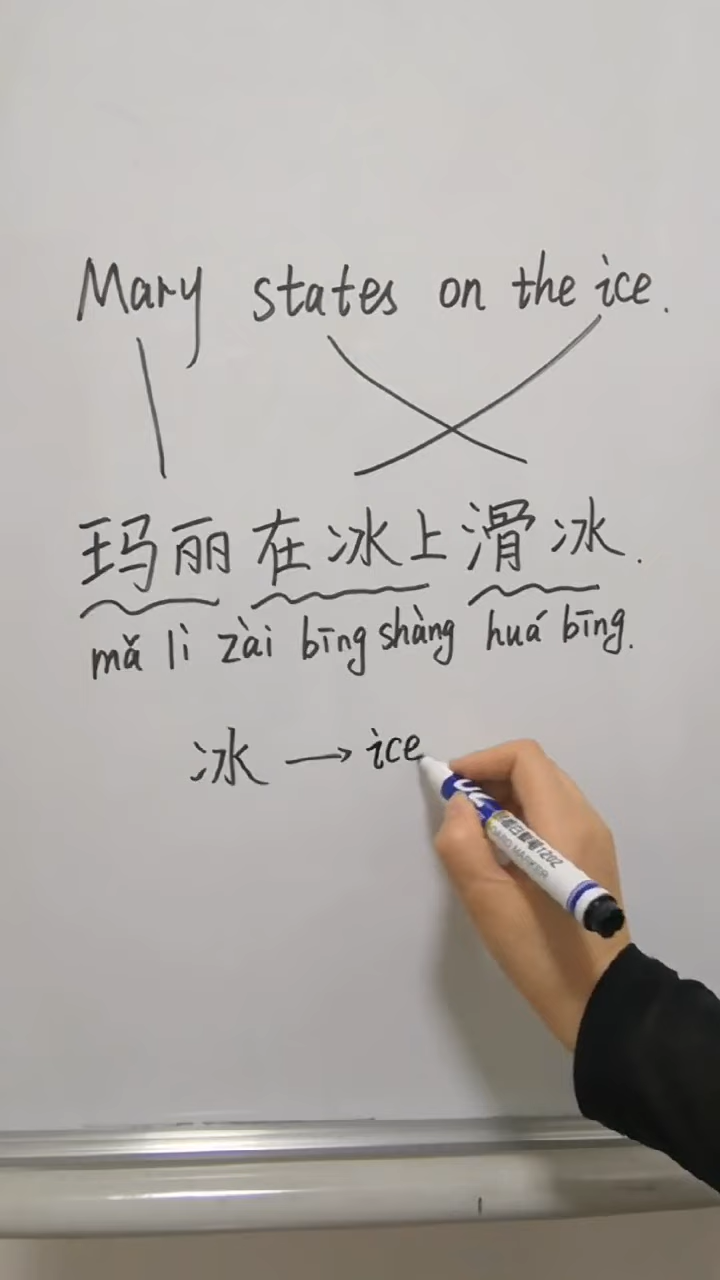 Mary states on the ice.
玛丽在冰上滑冰.
mǎ lì zài bīng shàng huá bīng.
冰 → ice